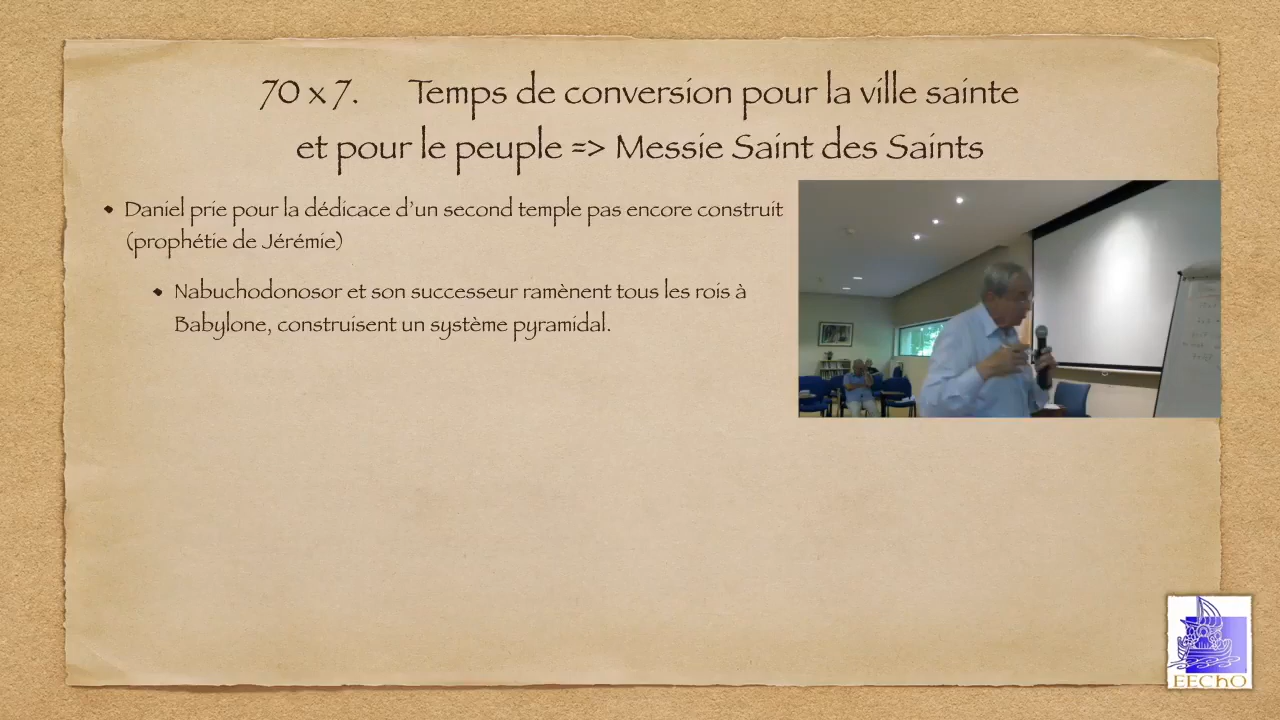 70 x 7. Temps de conversion pour la ville sainte
et pour le peuple => Messie Saint des Saints
• Daniel prie pour la dédicace d'un second temple pas encore construit
(prophétie de Jérémie)
• Nabuchodonosor et son successeur ramènent tous les rois à
Babylone, construisent un système pyramidal.
EEChO